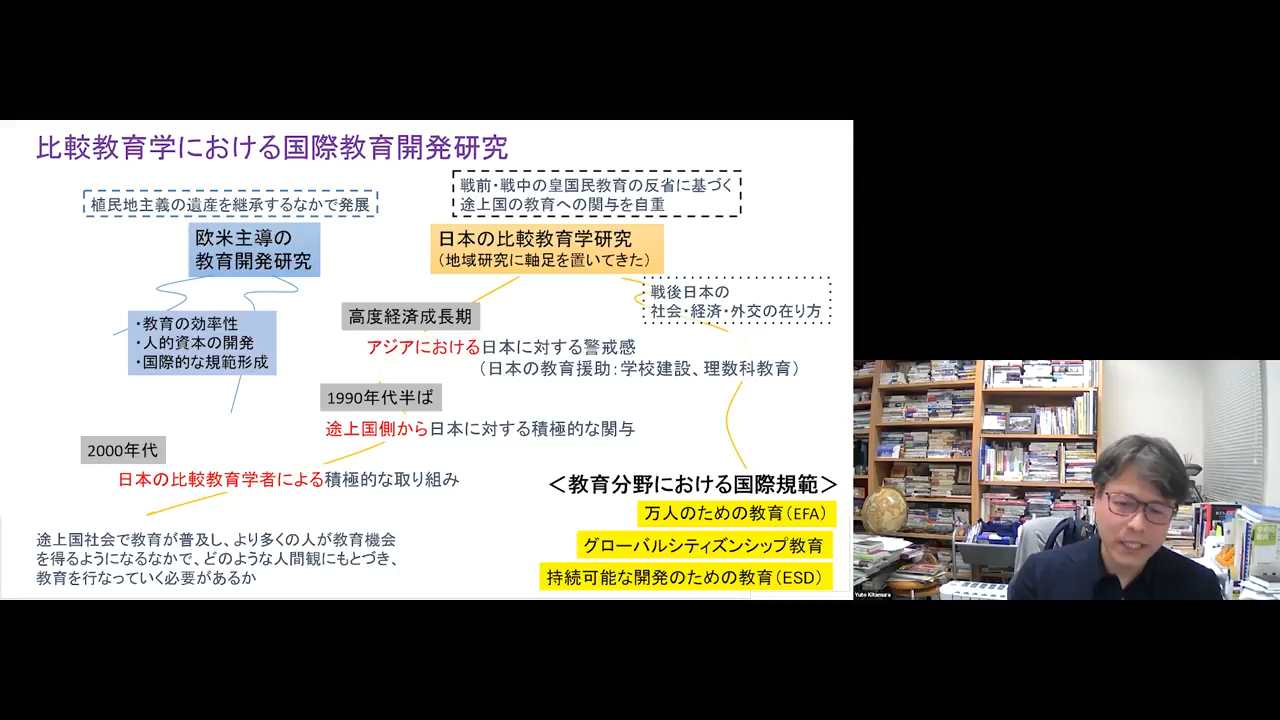 比較教育学における国際教育開発研究
植民地主義の遺産を継承するなかで発展
欧米主導の
教育開発研究
・教育の効率性
・人的資本の開発
・国際的な規範形成
戦前・戦中の皇国民教育の反省に基づく
途上国の教育への関与を自重
日本の比較教育学研究
（地域研究に軸足を置いてきた）
戦後日本の
社会・経済・外交の在り方
高度経済成長期
アジアにおける日本に対する警戒感
（日本の教育援助：学校建設、理数科教育）
1990年代半ば
途上国側から日本に対する積極的な関与
2000年代
日本の比較教育学者による積極的な取り組み
途上国社会で教育が普及し、より多くの人が教育機会
を得るようになるなかで、どのような人間観にもとづき、
教育を行なっていく必要があるか
＜教育分野における国際規範＞
万人のための教育（EFA）
グローバルシティズンシップ教育
持続可能な開発のための教育（ESD）
Yuto Kitamura